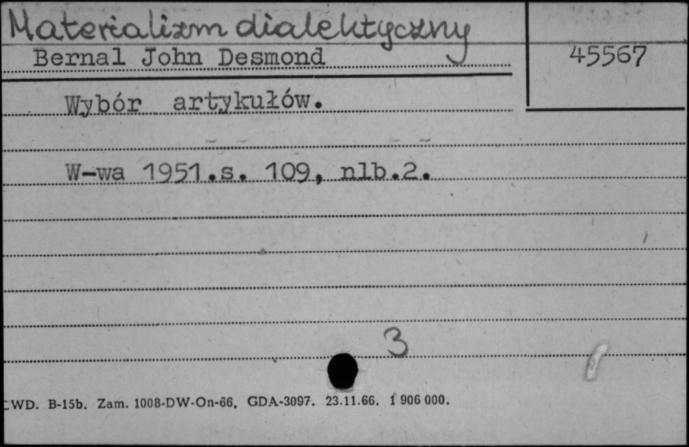 Materializm dialektyczny
Bernal John Desmond
45567
Wybór artykułów.
W-wa 1951.s. 109, nlb.2.
3
CWD. B-15b. Zam. 1008-DW-On-66. GDA-3097. 23.11.66. 1 906 000.